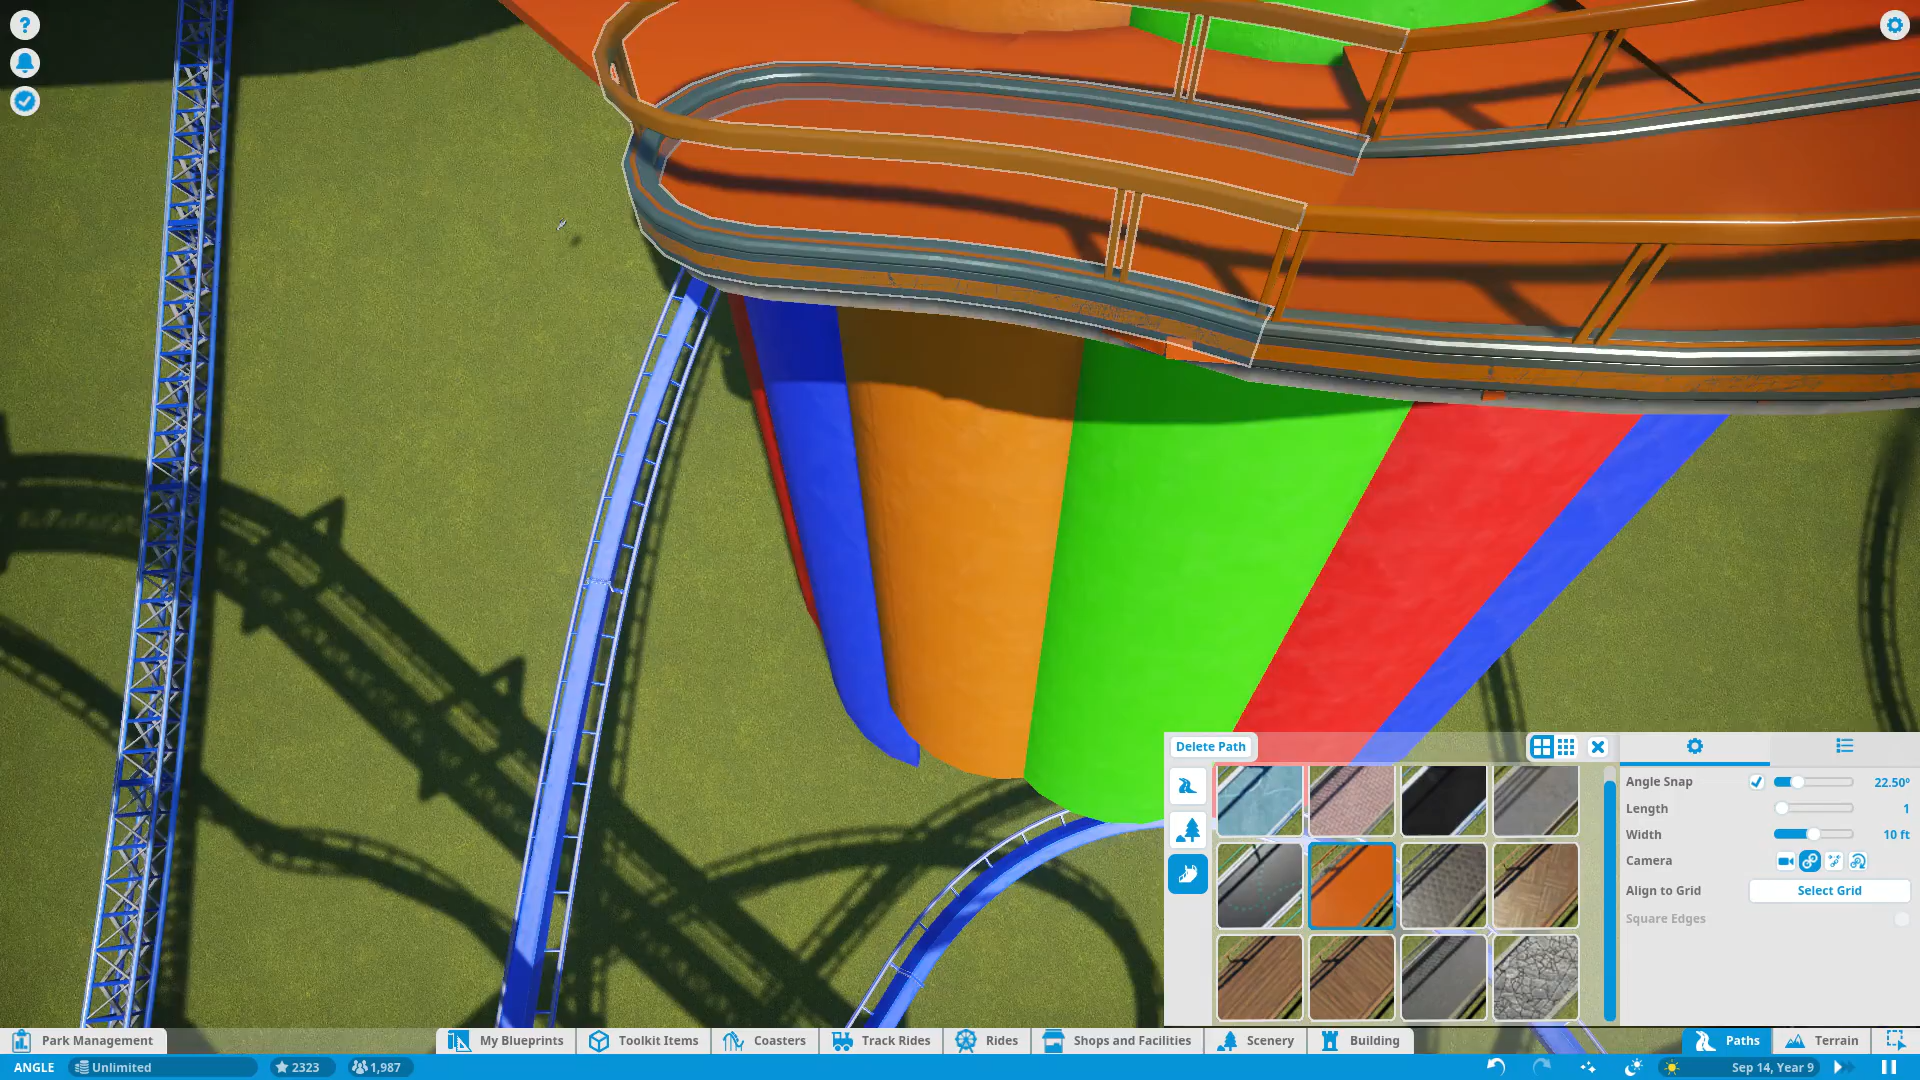 ?
Delete Path
Angle Snap 22.50°
Length 1
Width 10 ft
Camera
Align to Grid Select Grid
Square Edges
Park Management My Blueprints Toolkit Items Coasters Track Rides Rides Shops and Facilities Scenery Building Paths Terrain
ANGLE Unlimited 2323 1,987 Sep 14, Year 9